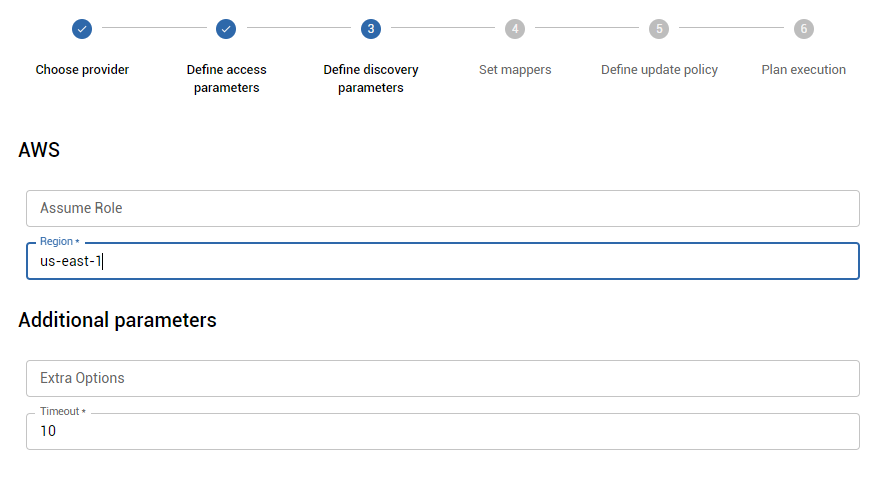 3 4 5 6
Choose provider Define access Define discovery Set mappers Define update policy Plan execution
parameters parameters
AWS
Assume Role
Region *
us-east-1
Additional parameters
Extra Options
Timeout *
10